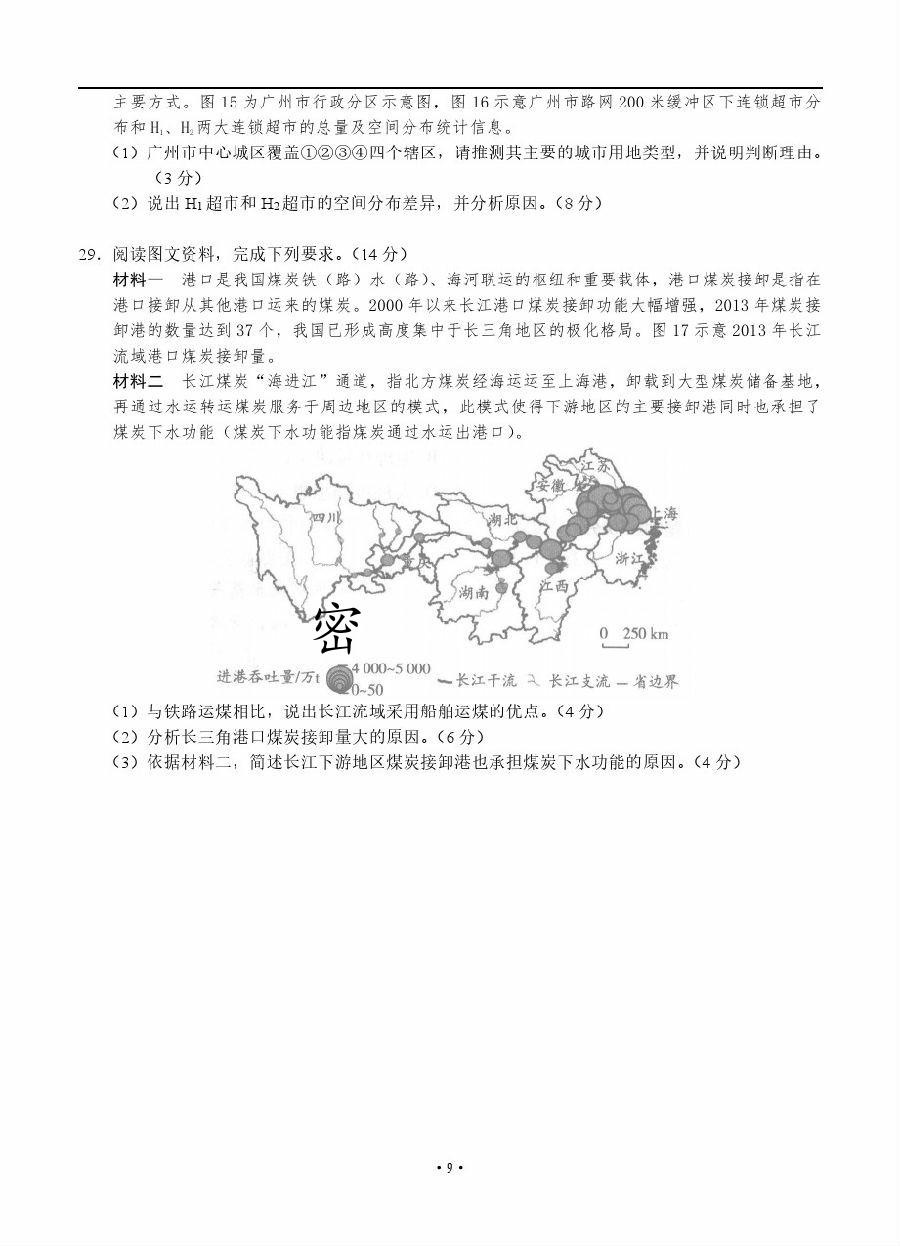 主要方式。图 15 为广州市行政分区示意图，图 16 示意广州市路网 200 米缓冲区下连锁超市分
布和 H₁、H₂ 两大连锁超市的总量及空间分布统计信息。
（1）广州市中心城区覆盖①②③④四个辖区，请推测其主要的城市用地类型，并说明判断理由。
（3 分）
（2）说出 H₁ 超市和 H₂ 超市的空间分布差异，并分析原因。（8 分）
29．阅读图文资料，完成下列要求。（14 分）
材料一 港口是我国煤炭铁（路）水（路）、海河联运的枢纽和重要载体，港口煤炭接卸是指在
港口接卸从其他港口运来的煤炭。2000 年以来长江港口煤炭接卸功能大幅增强，2013 年煤炭接
卸港的数量达到 37 个，我国已形成高度集中于长三角地区的极化格局。图 17 示意 2013 年长江
流域港口煤炭接卸量。
材料二 长江煤炭“海进江”通道，指北方煤炭经海运运至上海港，卸载到大型煤炭储备基地，
再通过水运转运煤炭服务于周边地区的模式，此模式使得下游地区的主要接卸港同时也承担了
煤炭下水功能（煤炭下水功能指煤炭通过水运出港口）。
江苏
安徽
四川
湖北
上海
重庆
浙江
湖南
江西
密
0 250 km
进港吞吐量/万t
4 000~5 000
0~50
长江干流 长江支流 省边界
（1）与铁路运煤相比，说出长江流域采用船舶运煤的优点。（4 分）
（2）分析长三角港口煤炭接卸量大的原因。（6 分）
（3）依据材料二，简述长江下游地区煤炭接卸港也承担煤炭下水功能的原因。（4 分）
·9·